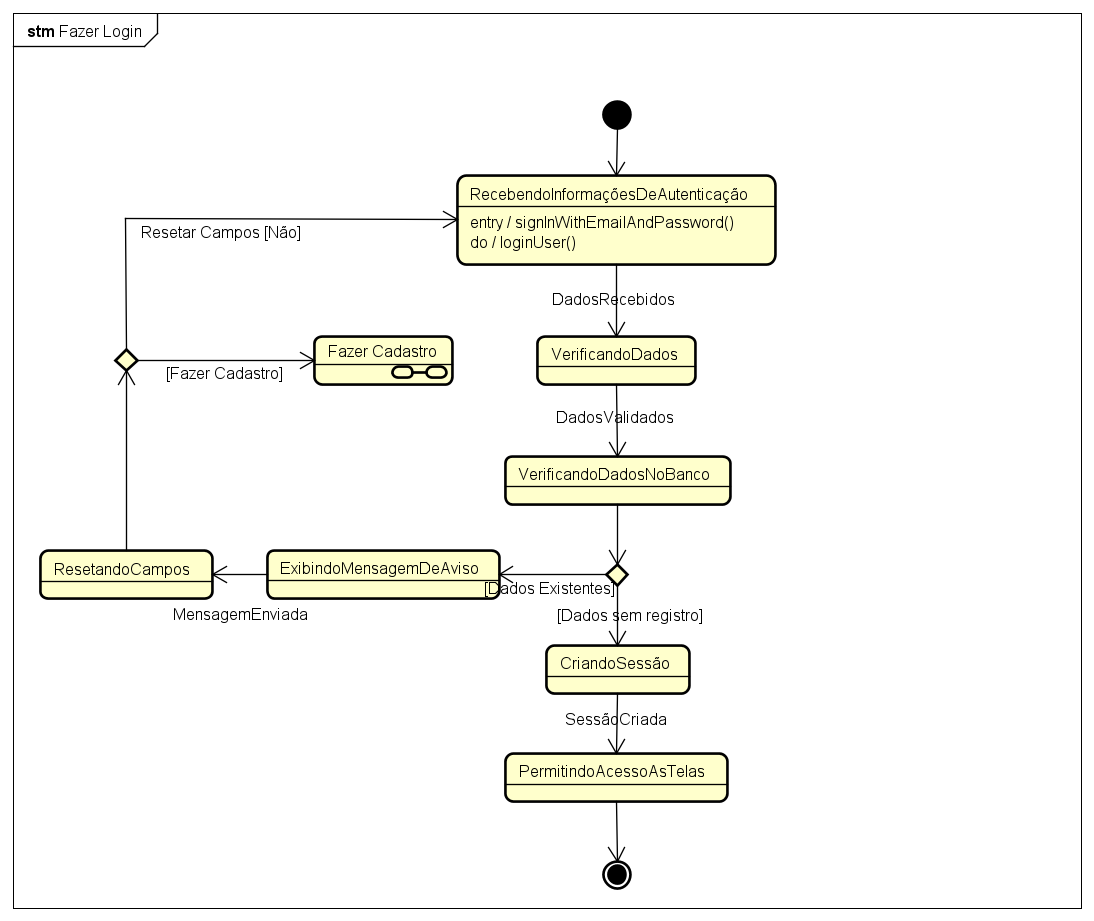 stm Fazer Login
RecebendoInformaçõesDeAutenticação
entry / signInWithEmailAndPassword()
do / loginUser()
Resetar Campos [Não]
DadosRecebidos
Fazer Cadastro
VerificandoDados
[Fazer Cadastro]
DadosValidados
VerificandoDadosNoBanco
ResetandoCampos
ExibindoMensagemDeAviso
[Dados Existentes]
MensagemEnviada
[Dados sem registro]
CriandoSessão
SessãoCriada
PermitindoAcessoAsTelas